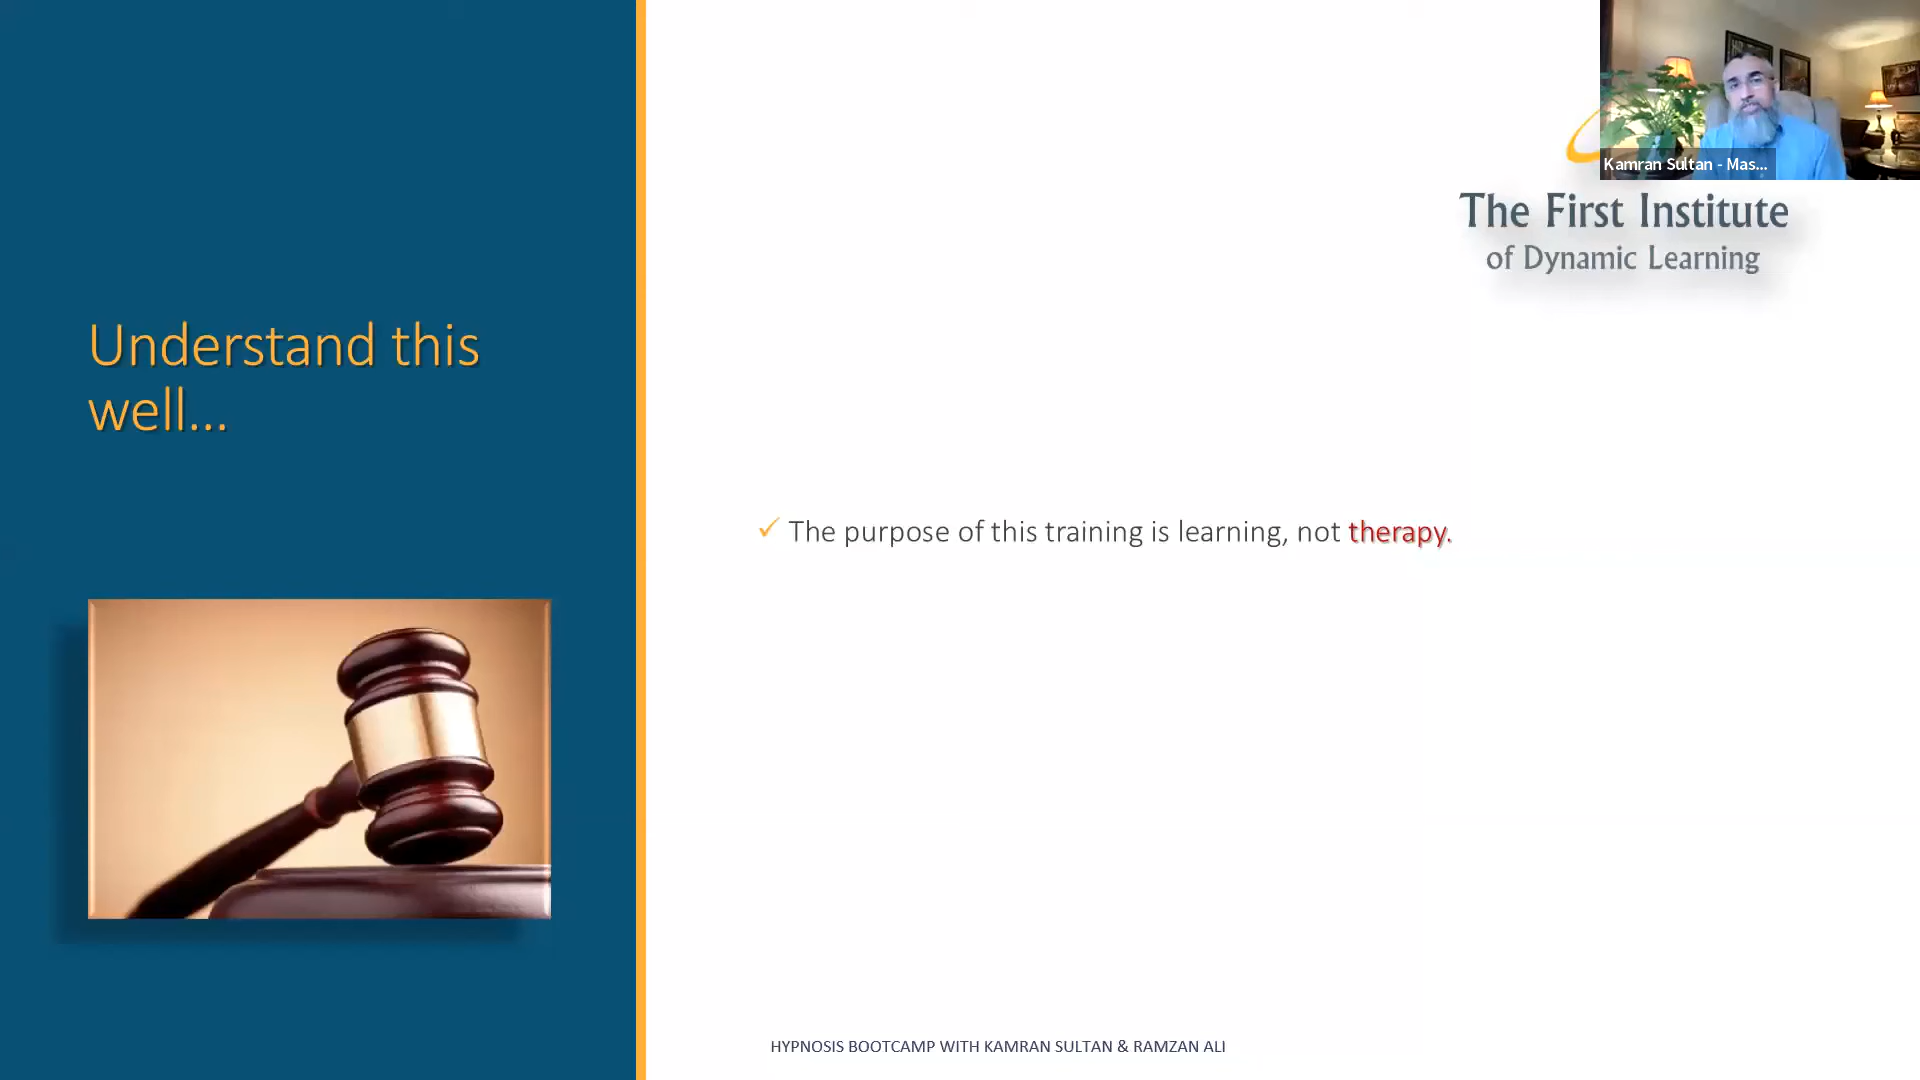 Kamran Sultan - Mas...
The First Institute
of Dynamic Learning
Understand this
well...
✓ The purpose of this training is learning, not therapy.
HYPNOSIS BOOTCAMP WITH KAMRAN SULTAN & RAMZAN ALI